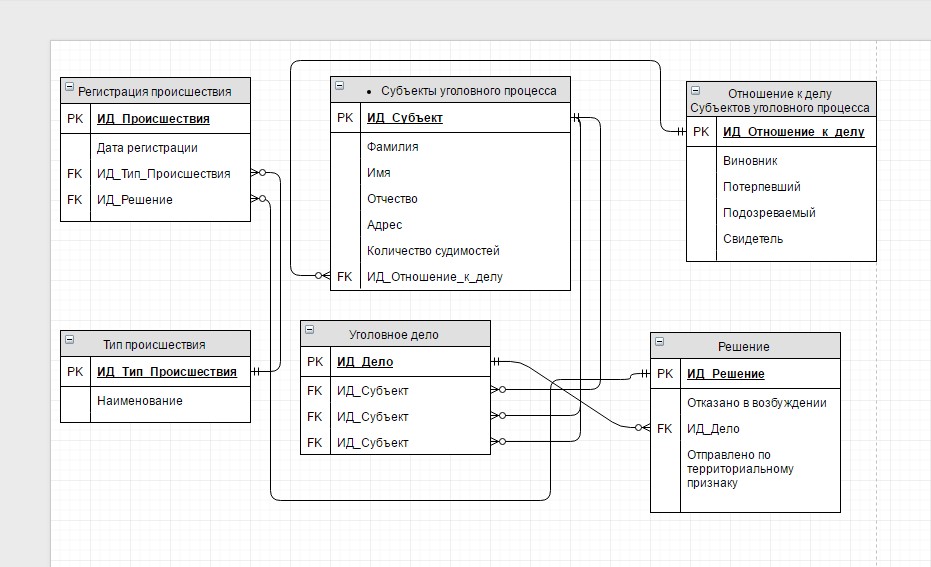 Регистрация происшествия
PK ИД_Происшествия
Дата регистрации
FK ИД_Тип_Происшествия
FK ИД_Решение
• Субъекты уголовного процесса
PK ИД_Субъект
Фамилия
Имя
Отчество
Адрес
Количество судимостей
FK ИД_Отношение_к_делу
Отношение к делу
Субъектов уголовного процесса
PK ИД_Отношение_к_делу
Виновник
Потерпевший
Подозреваемый
Свидетель
Тип происшествия
PK ИД_Тип_Происшествия
Наименование
Уголовное дело
PK ИД_Дело
FK ИД_Субъект
FK ИД_Субъект
FK ИД_Субъект
Решение
PK ИД_Решение
Отказано в возбуждении
FK ИД_Дело
Отправлено по
территориальному
признаку